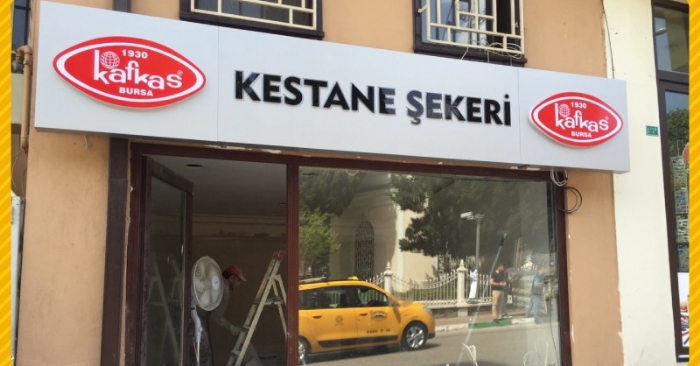 1930
kafkas
BURSA
KESTANE ŞEKERİ
1930
kafkas
BURSA